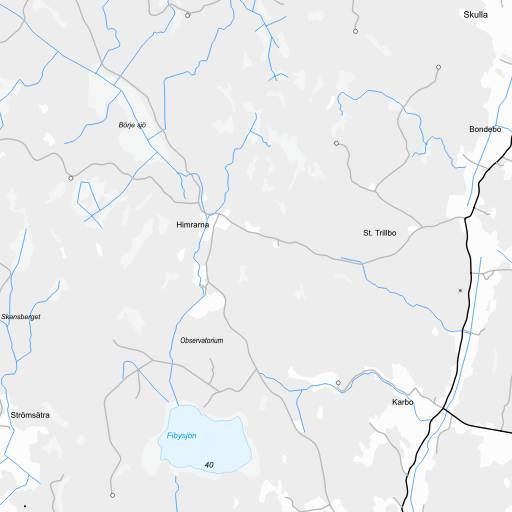 Skulla
Börje sjö
Bondebo
Himrarna
St. Trillbo
Skansberget
Observatorium
Karbo
Strömsätra
Fibysjön
40